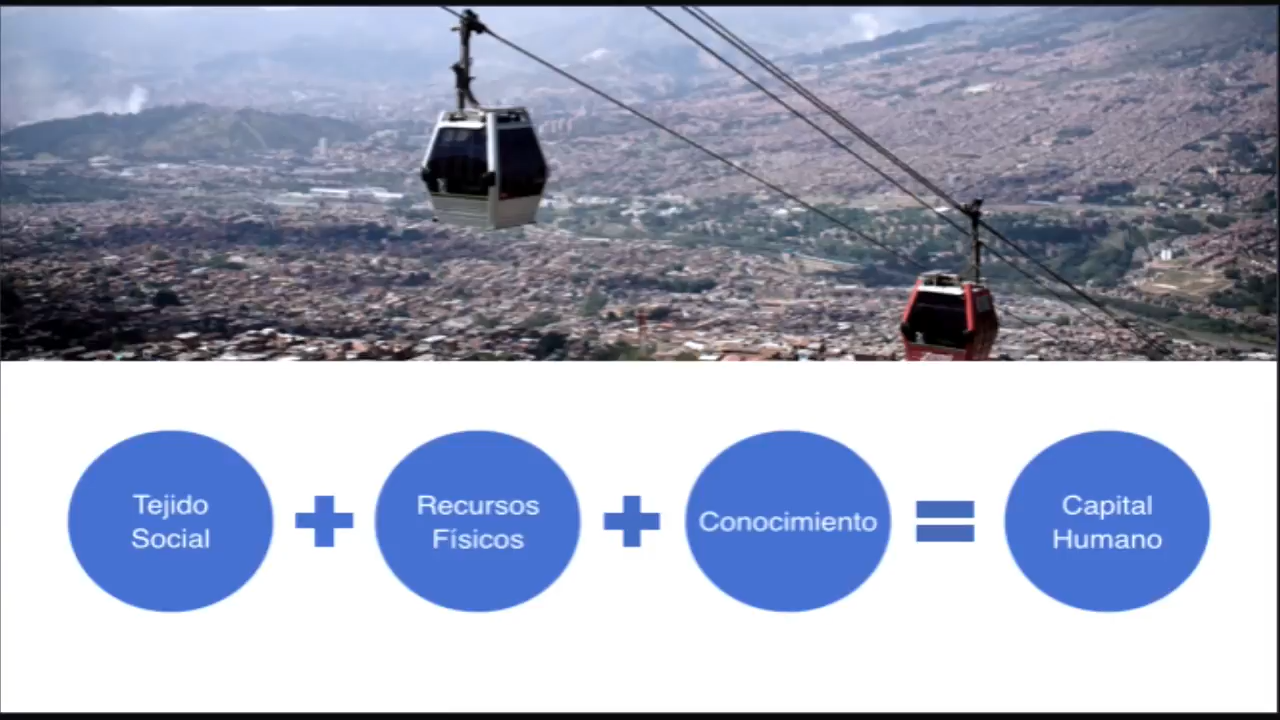 Tejido
Social
Recursos
Físicos
Conocimiento
Capital
Humano